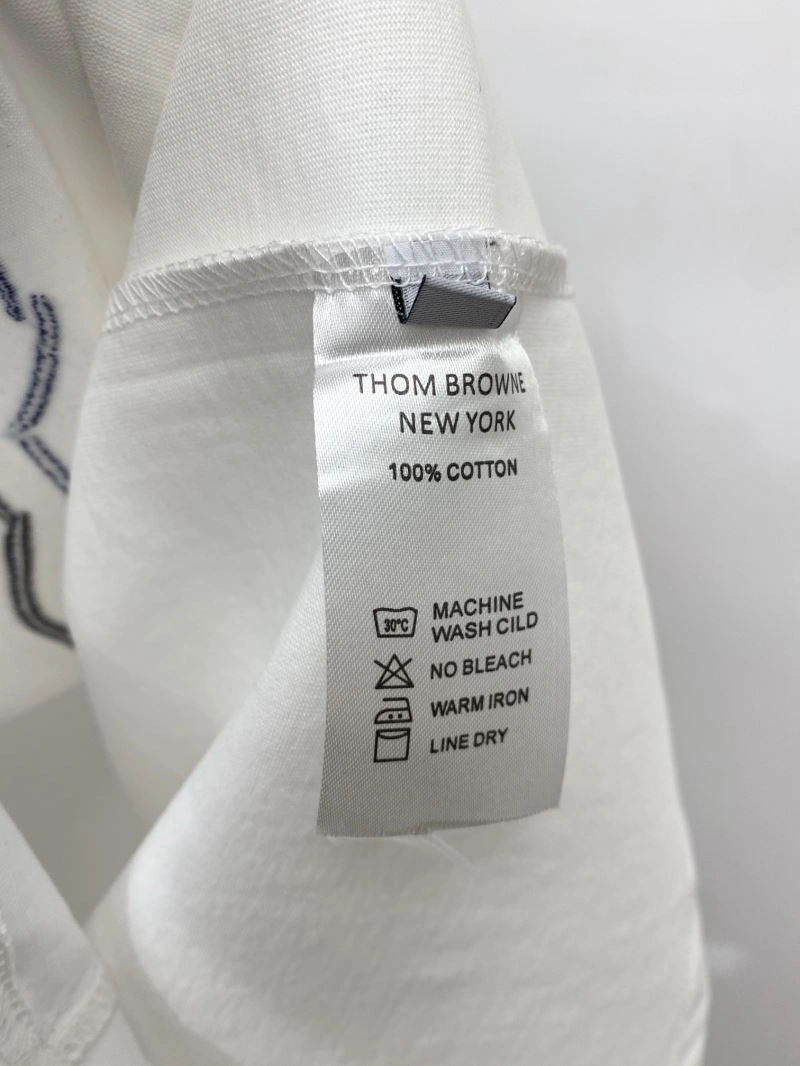 THOM BROWNE
NEW YORK
100% COTTON
30°C
MACHINE
WASH CILD
NO BLEACH
WARM IRON
LINE DRY